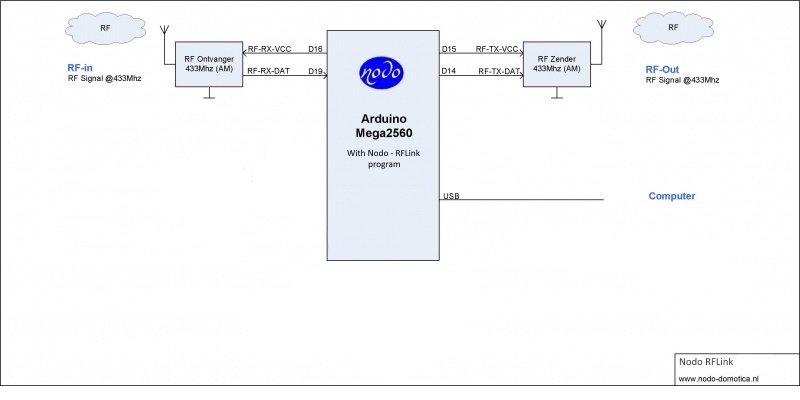 RF
RF
RF-RX-VCC
D16
D15
RF-TX-VCC
RF Ontvanger
433Mhz (AM)
RF Zender
433Mhz (AM)
RF-in
RF Signal @433Mhz
RF-RX-DAT
D19
nodo
D14
RF-TX-DAT
RF-Out
RF Signal @433Mhz
Arduino
Mega2560
With Nodo - RFLink
program
USB
Computer
Nodo RFLink
www.nodo-domotica.nl